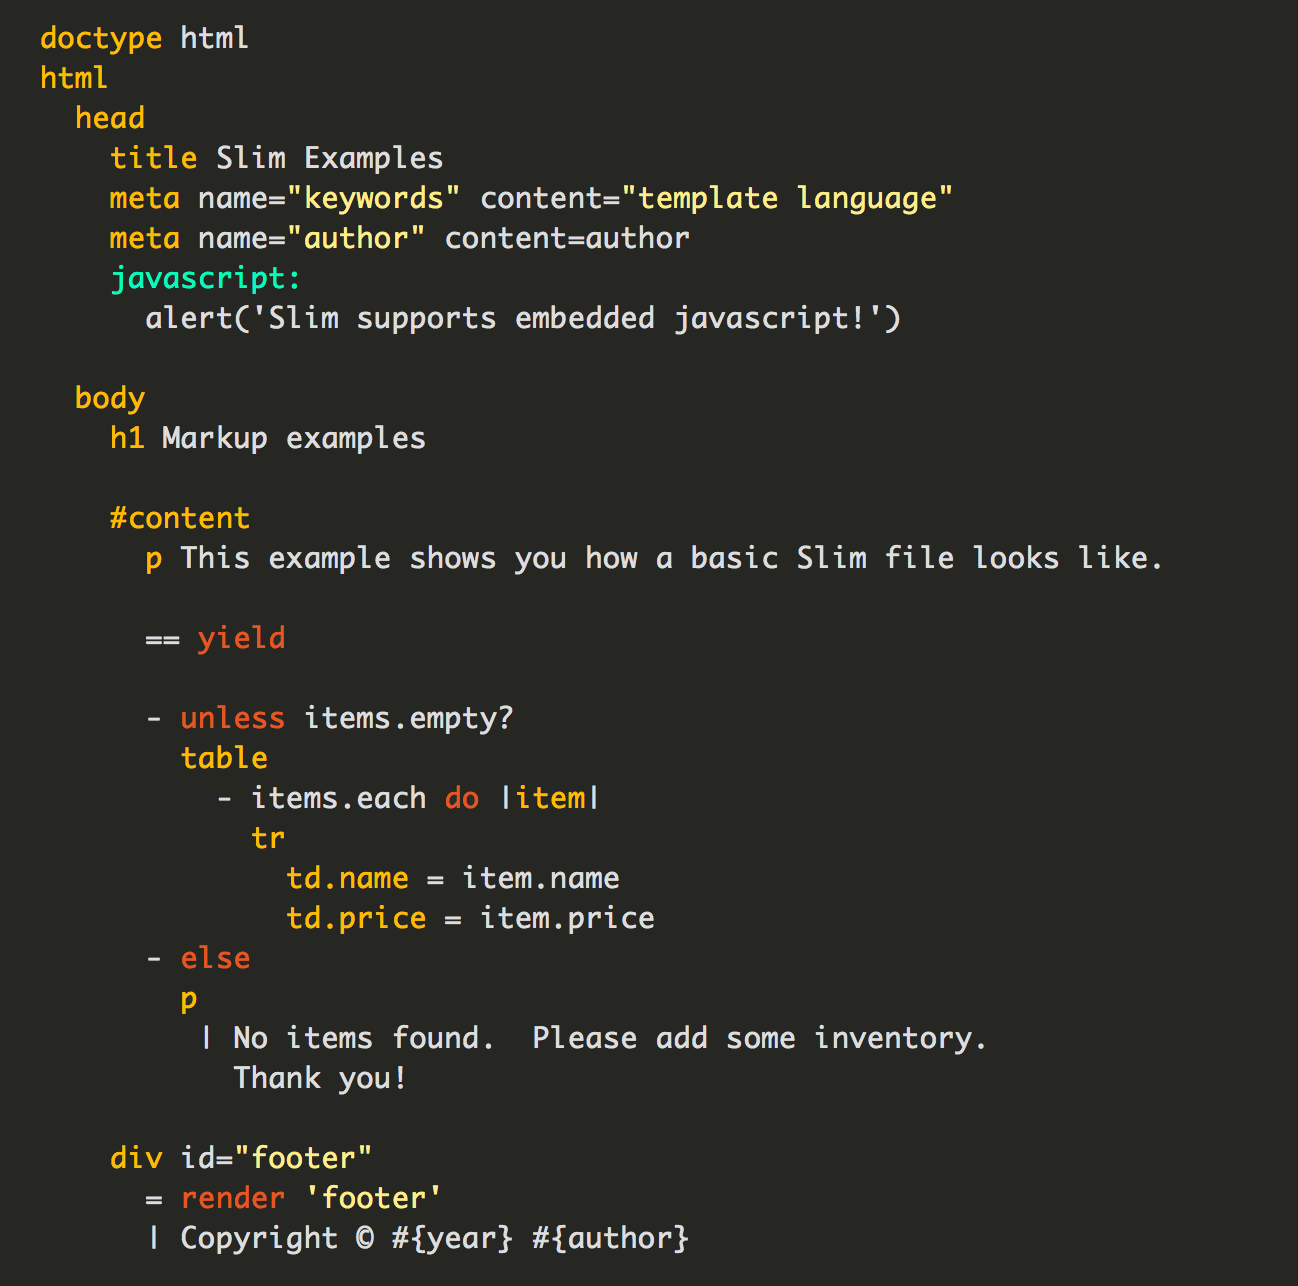 doctype html
html
  head
    title Slim Examples
    meta name="keywords" content="template language"
    meta name="author" content=author
    javascript:
      alert('Slim supports embedded javascript!')

  body
    h1 Markup examples

    #content
      p This example shows you how a basic Slim file looks like.

      == yield

      - unless items.empty?
        table
          - items.each do |item|
            tr
              td.name = item.name
              td.price = item.price
      - else
        p
         | No items found.  Please add some inventory.
           Thank you!

    div id="footer"
      = render 'footer'
      | Copyright © #{year} #{author}